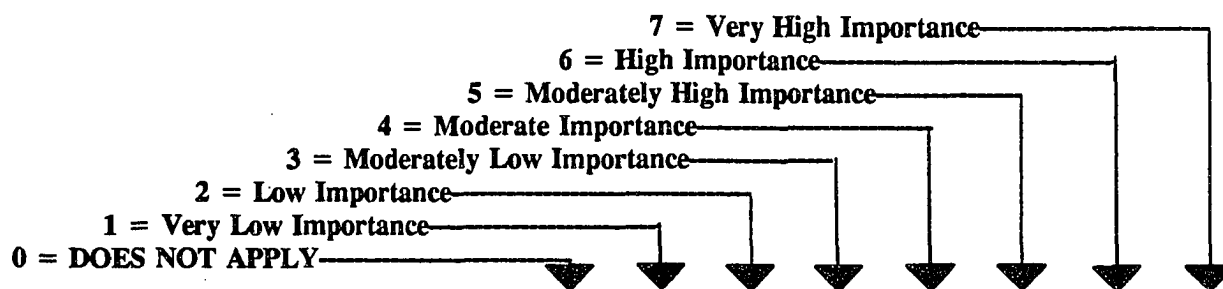 7 = Very High Importance
6 = High Importance
5 = Moderately High Importance
4 = Moderate Importance
3 = Moderately Low Importance
2 = Low Importance
1 = Very Low Importance
0 = DOES NOT APPLY